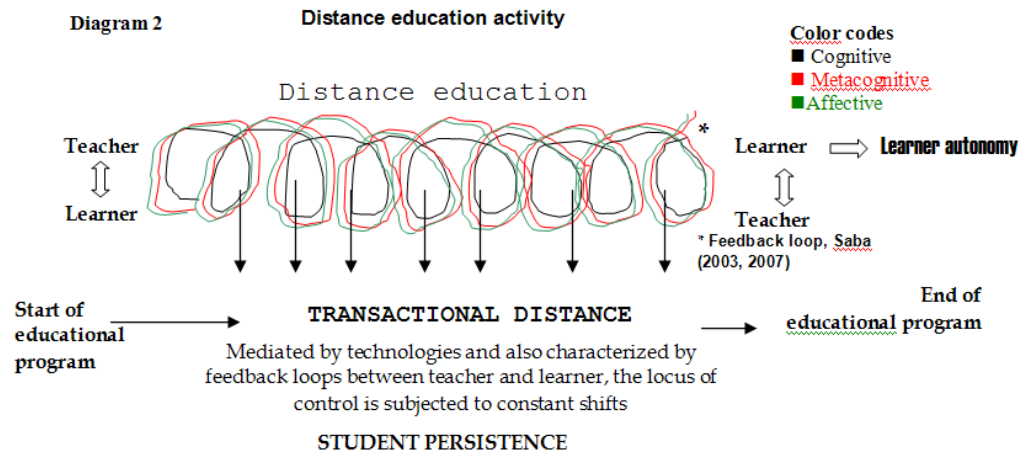 Diagram 2
Distance education activity
Color codes
Cognitive
Metacognitive
Affective
Distance education
*
Teacher
Learner
Learner
Learner autonomy
Teacher
* Feedback loop, Saba
(2003, 2007)
Start of
educational
program
TRANSACTIONAL DISTANCE
End of
educational program
Mediated by technologies and also characterized by
feedback loops between teacher and learner, the locus of
control is subjected to constant shifts
STUDENT PERSISTENCE